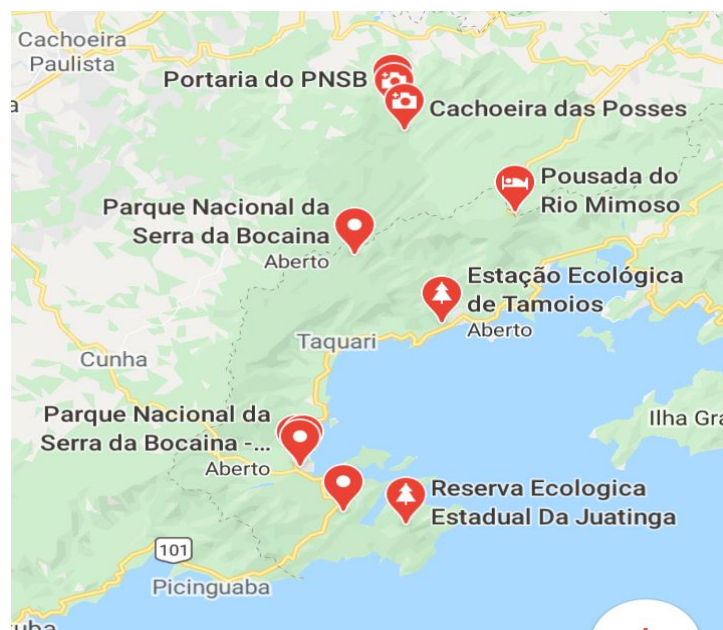 Cachoeira
Paulista
a
Portaria do PNSB
Cachoeira das Posses
Pousada do
Rio Mimoso
Parque Nacional da
Serra da Bocaina
Aberto
Estação Ecológica
de Tamoios
Aberto
Taquari
Cunha
Parque Nacional da
Serra da Bocaina -...
Aberto
Ilha Gra
Reserva Ecologica
Estadual Da Juatinga
101
Picinguaba
uba